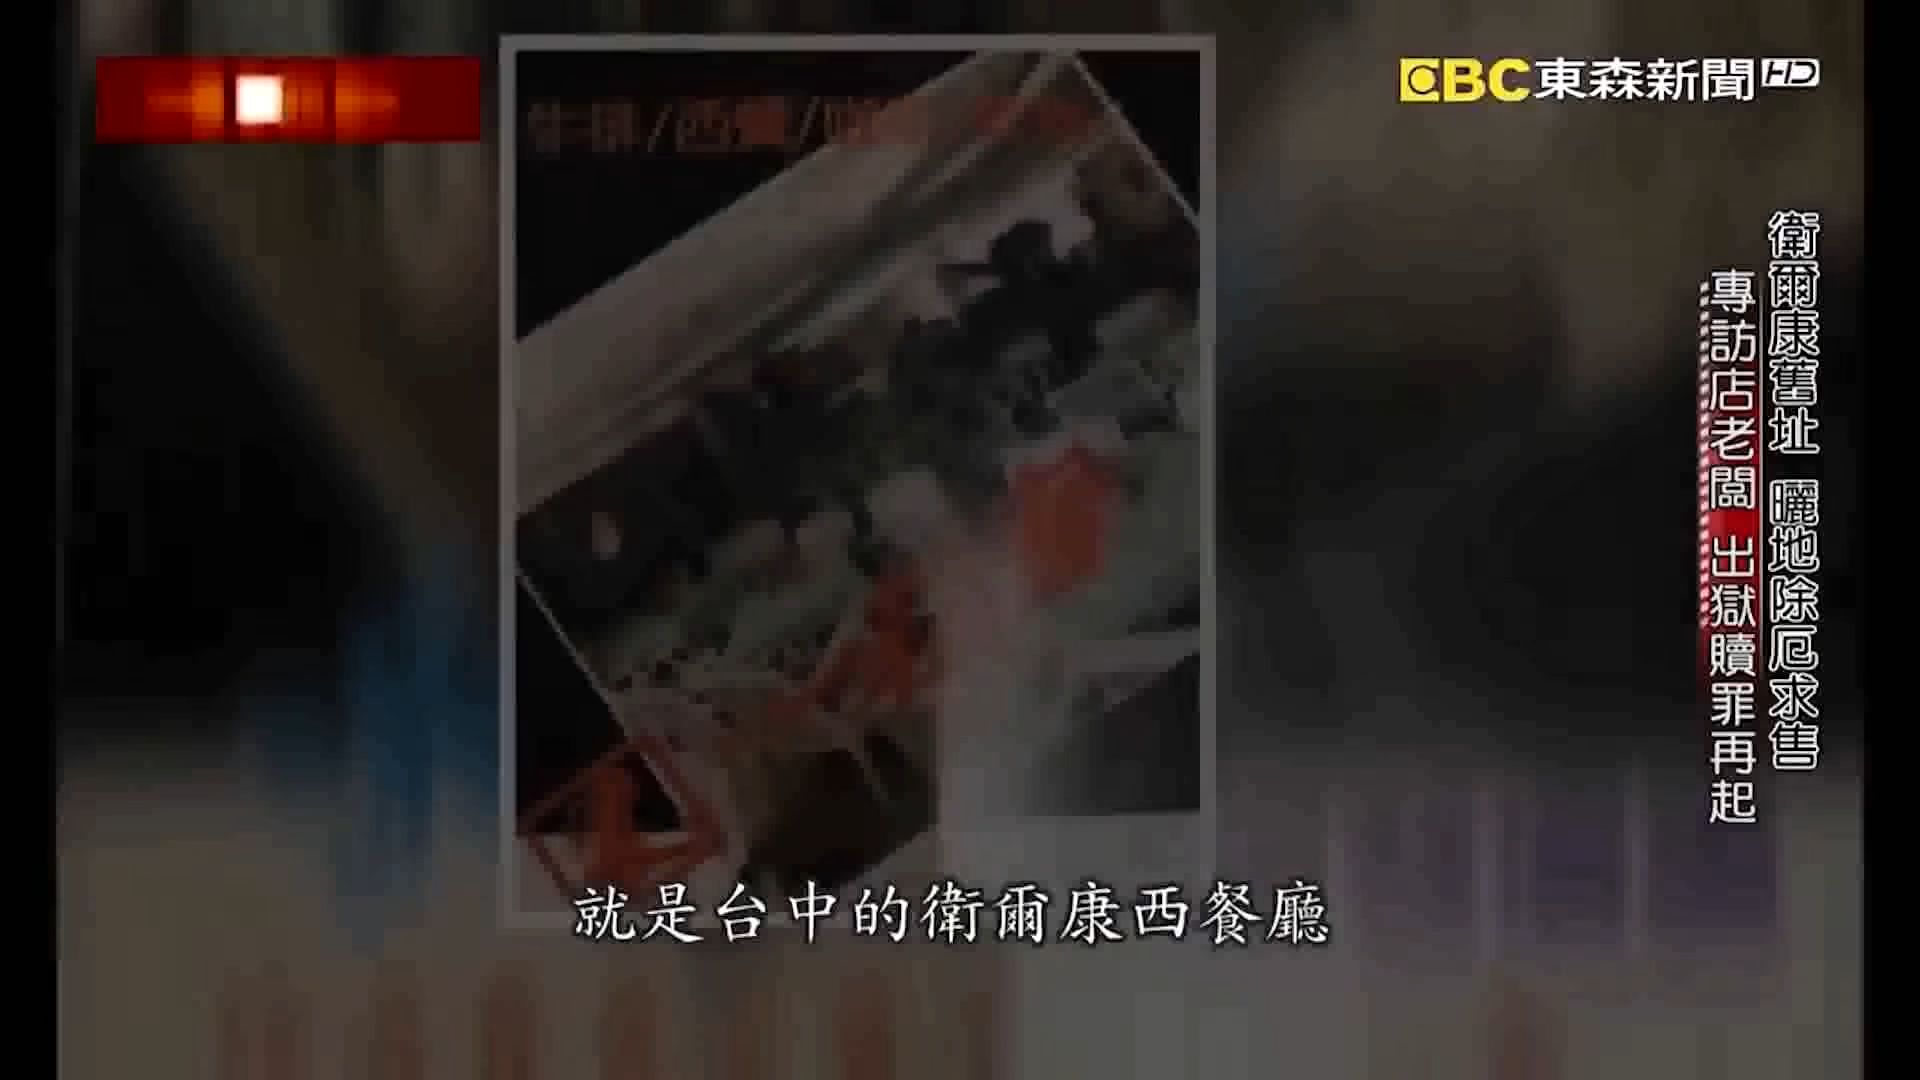 EBC東森新聞HD
衛爾康舊址 曬地除厄求售
專訪店老闆 出獄贖罪再起
就是台中的衛爾康西餐廳